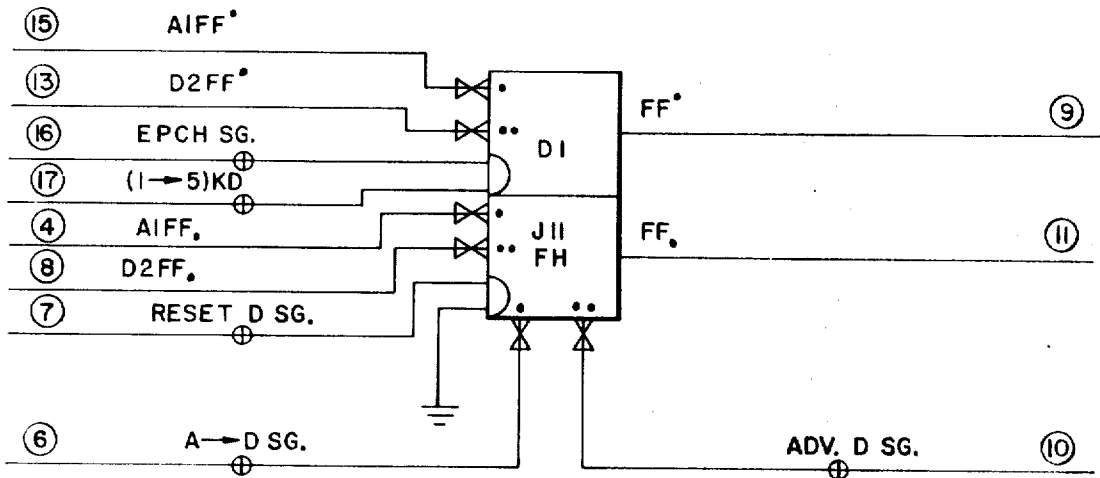 15 A1FF•
13 D2FF•
16 EPCH SG.
17 (1→5)KD
4 A1FF.
8 D2FF.
7 RESET D SG.
6 A→D SG.
D1
J11
FH
FF•
9
FF.
11
ADV. D SG. 10